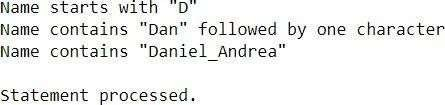 Name starts with "D"
Name contains "Dan" followed by one character
Name contains "Daniel_Andrea"
Statement processed.